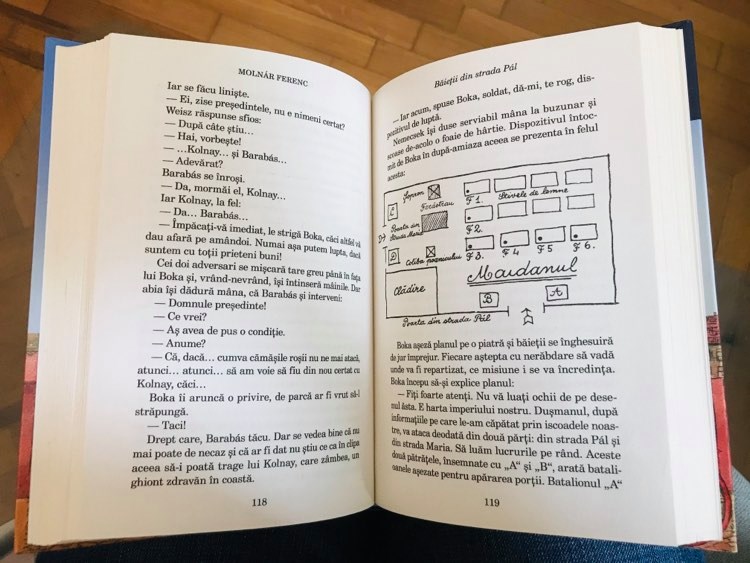 MOLNÁR FERENC
Iar se făcu liniște.
— Ei, zise președintele, nu e nimeni certat?
Weisz răspunse sfios:
— După câte știu…
— Hai, vorbește!
— …Kolnay… și Barabás…
— Adevărat?
Barabás se înroși.
— Da, mormăi el, Kolnay…
Iar Kolnay, la fel:
— Da… Barabás…
— Împăcați-vă imediat, le strigă Boka, căci altfel vă
dau afară pe amândoi. Numai așa putem lupta, dacă
suntem cu toții prieteni buni!
Cei doi adversari se mișcară tare greu până în fața
lui Boka și, vrând-nevrând, își întinseră mâinile. Dar
abia își dădură mâna, că Barabás și interveni:
— Domnule președinte!
— Ce vrei?
— Aș avea de pus o condiție.
— Anume?
— Că, dacă… cumva cămășile roșii nu ne mai atacă,
atunci… atunci… să am voie să fiu din nou certat cu
Kolnay, căci…
Boka îi aruncă o privire, de parcă ar fi vrut să-l
străpungă.
— Taci!
Drept care, Barabás tăcu. Dar se vedea bine că nu
mai poate de necaz și că ar fi dat nu știu ce ca în clipa
aceea să-i poată trage lui Kolnay, care zâmbea, un
ghiont zdravăn în coastă.
118
Băieții din strada Pál
— Iar acum, spuse Boka, soldat, dă-mi, te rog, dis-
pozitivul de luptă.
Nemecsek își duse serviabil mâna la buzunar și
scoase de-acolo o foaie de hârtie. Dispozitivul întoc-
mit de Boka în după-amiaza aceea se prezenta în felul
acesta:
Șopron
Stivele de lemne
C
F1.
Poarta din
Strada Maria
F2.
D
Coliba paznicului
F3. F4 F5 F6.
Maidanul
Clădire
B
A
Poarta din strada Pál
Boka așeză planul pe o piatră și băieții se înghesuiră
de jur împrejur. Fiecare aștepta cu nerăbdare să vadă
unde va fi repartizat, ce misiune i se va încredința.
Boka începu să-și explice planul:
— Fiți foarte atenți. Nu vă luați ochii de pe dese-
nul ăsta. E harta imperiului nostru. Dușmanul, după
informațiile pe care le-am căpătat prin iscoadele noas-
tre, va ataca deodată din două părți: din strada Pál și
din strada Maria. Să luăm lucrurile pe rând. Aceste
două pătrățele, însemnate cu „A” și „B”, arată batali-
oanele așezate pentru apărarea porții. Batalionul „A”
119